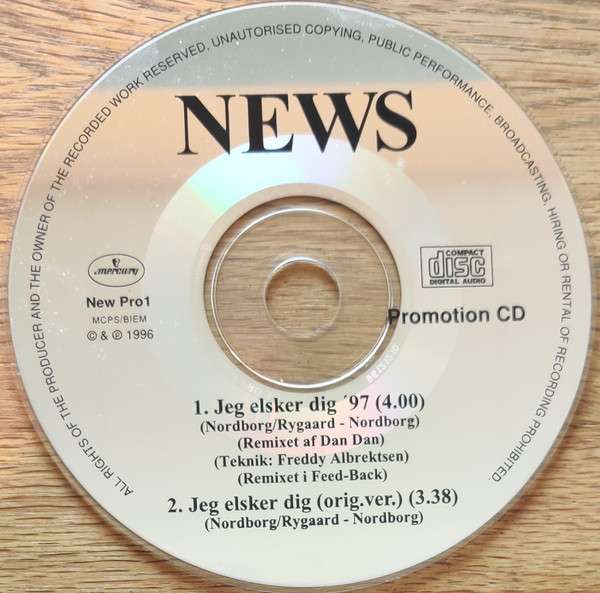 ALL RIGHTS OF THE PRODUCER AND THE OWNER OF THE RECORDED WORK RESERVED, UNAUTORISED COPYING, PUBLIC PERFORMANCE, BROADCASTING, HIRING OR RENTAL OF RECORDING PROHIBITED.
NEWS
mercury
New Pro1
MCPS/BIEM
© & ℗ 1996
COMPACT
disc
DIGITAL AUDIO
Promotion CD
1. Jeg elsker dig ´97 (4.00)
(Nordborg/Rygaard - Nordborg)
(Remixet af Dan Dan)
(Teknik: Freddy Albrektsen)
(Remixet i Feed-Back)
2. Jeg elsker dig (orig.ver.) (3.38)
(Nordborg/Rygaard - Nordborg)